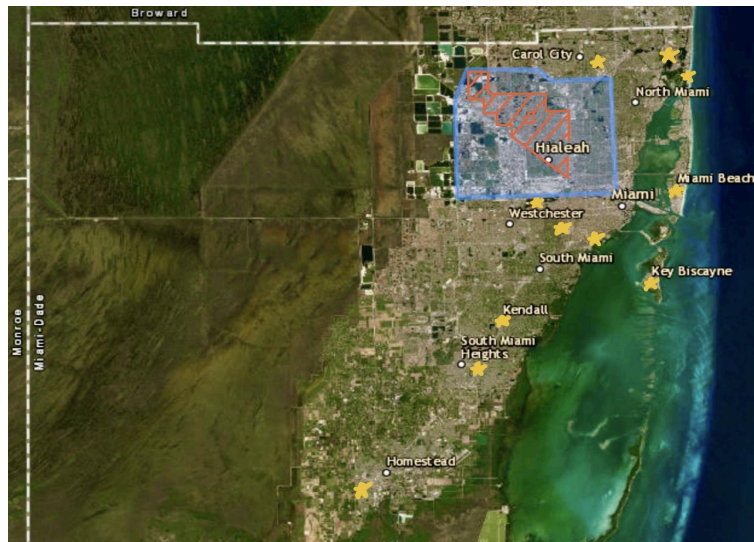 Broward
Carol City
North Miami
Hialeah
Miami Beach
Miami
Westchester
South Miami
Key Biscayne
Kendall
South Miami
Heights
Monroe
Miami-Dade
Homestead